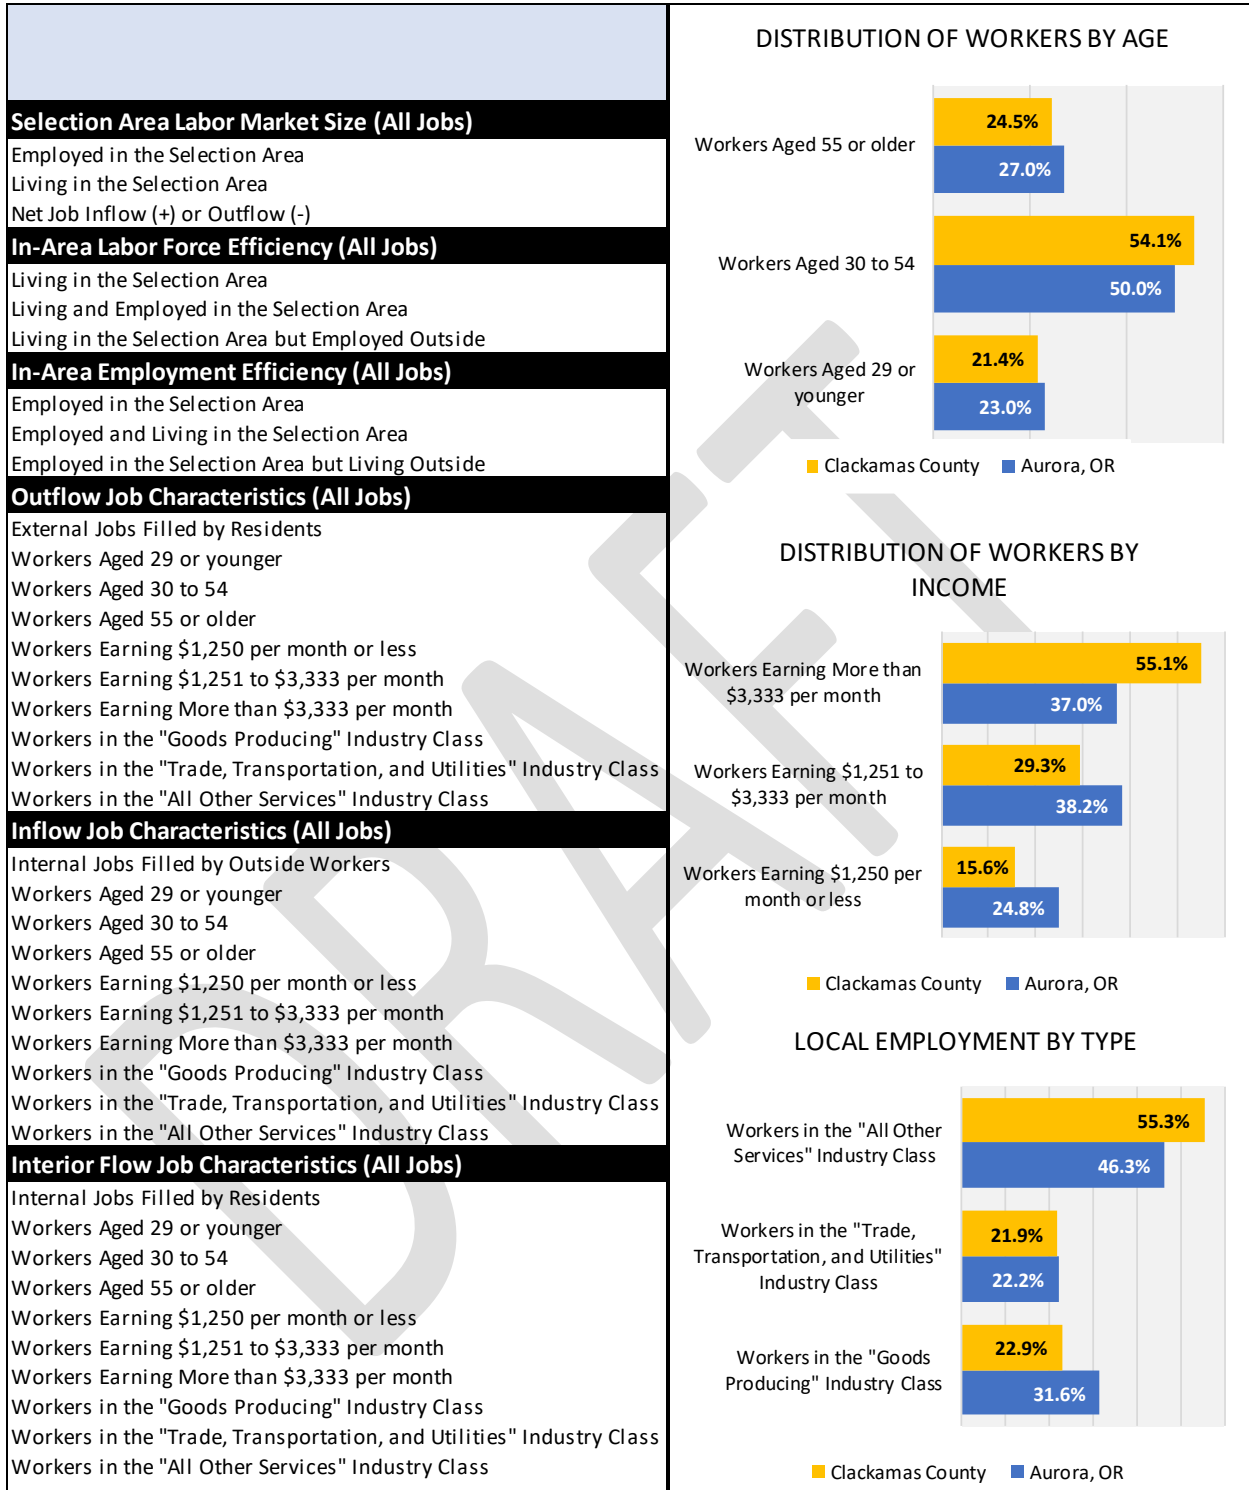 Selection Area Labor Market Size (All Jobs)
Employed in the Selection Area
Living in the Selection Area
Net Job Inflow (+) or Outflow (-)
In-Area Labor Force Efficiency (All Jobs)
Living in the Selection Area
Living and Employed in the Selection Area
Living in the Selection Area but Employed Outside
In-Area Employment Efficiency (All Jobs)
Employed in the Selection Area
Employed and Living in the Selection Area
Employed in the Selection Area but Living Outside
Outflow Job Characteristics (All Jobs)
External Jobs Filled by Residents
Workers Aged 29 or younger
Workers Aged 30 to 54
Workers Aged 55 or older
Workers Earning $1,250 per month or less
Workers Earning $1,251 to $3,333 per month
Workers Earning More than $3,333 per month
Workers in the "Goods Producing" Industry Class
Workers in the "Trade, Transportation, and Utilities" Industry Class
Workers in the "All Other Services" Industry Class
Inflow Job Characteristics (All Jobs)
Internal Jobs Filled by Outside Workers
Workers Aged 29 or younger
Workers Aged 30 to 54
Workers Aged 55 or older
Workers Earning $1,250 per month or less
Workers Earning $1,251 to $3,333 per month
Workers Earning More than $3,333 per month
Workers in the "Goods Producing" Industry Class
Workers in the "Trade, Transportation, and Utilities" Industry Class
Workers in the "All Other Services" Industry Class
Interior Flow Job Characteristics (All Jobs)
Internal Jobs Filled by Residents
Workers Aged 29 or younger
Workers Aged 30 to 54
Workers Aged 55 or older
Workers Earning $1,250 per month or less
Workers Earning $1,251 to $3,333 per month
Workers Earning More than $3,333 per month
Workers in the "Goods Producing" Industry Class
Workers in the "Trade, Transportation, and Utilities" Industry Class
Workers in the "All Other Services" Industry Class
DISTRIBUTION OF WORKERS BY AGE
Workers Aged 55 or older
24.5%
27.0%
Workers Aged 30 to 54
54.1%
50.0%
Workers Aged 29 or
younger
21.4%
23.0%
Clackamas County
Aurora, OR
DISTRIBUTION OF WORKERS BY
INCOME
Workers Earning More than
$3,333 per month
55.1%
37.0%
Workers Earning $1,251 to
$3,333 per month
29.3%
38.2%
Workers Earning $1,250 per
month or less
15.6%
24.8%
Clackamas County
Aurora, OR
LOCAL EMPLOYMENT BY TYPE
Workers in the "All Other
Services" Industry Class
55.3%
46.3%
Workers in the "Trade,
Transportation, and Utilities"
Industry Class
21.9%
22.2%
Workers in the "Goods
Producing" Industry Class
22.9%
31.6%
Clackamas County
Aurora, OR
DRAFT